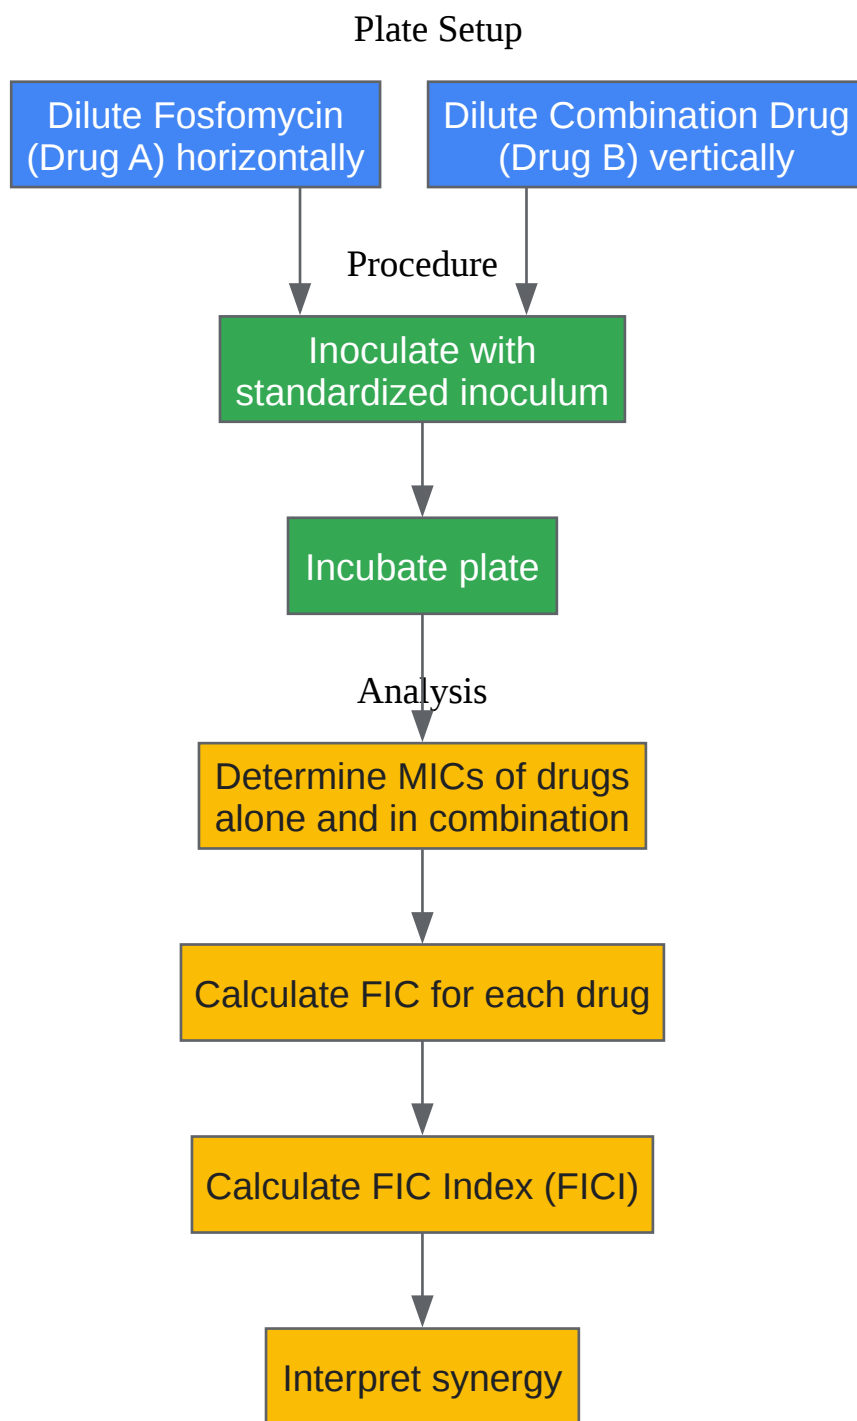 Plate Setup
Dilute Fosfomycin
(Drug A) horizontally
Dilute Combination Drug
(Drug B) vertically
Procedure
Inoculate with
standardized inoculum
Incubate plate
Analysis
Determine MICs of drugs
alone and in combination
Calculate FIC for each drug
Calculate FIC Index (FICI)
Interpret synergy